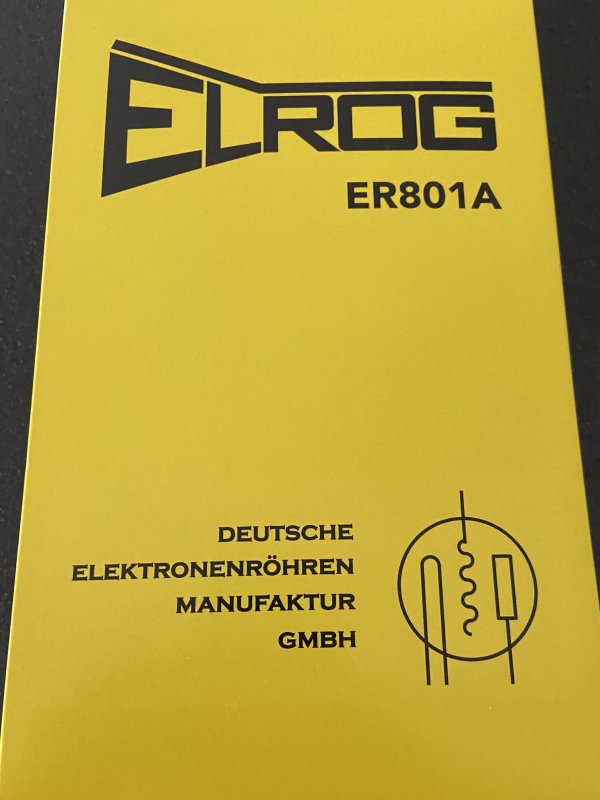 ELROG
ER801A
DEUTSCHE
ELEKTRONENRÖHREN
MANUFAKTUR
GMBH